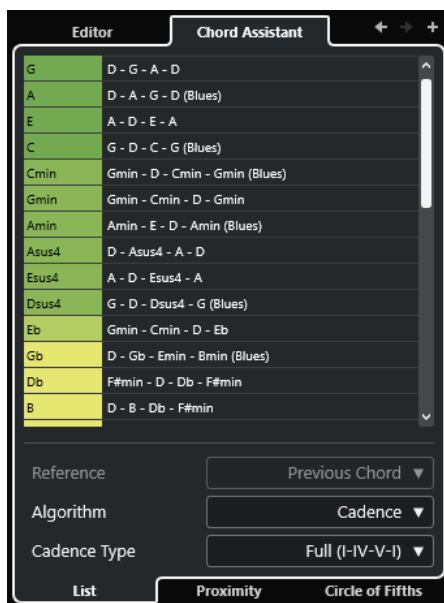 Editor Chord Assistant
G D - G - A - D
A D - A - G - D (Blues)
E A - D - E - A
C G - D - C - G (Blues)
Cmin Gmin - D - Cmin - Gmin (Blues)
Gmin Gmin - Cmin - D - Gmin
Amin Amin - E - D - Amin (Blues)
Asus4 D - Asus4 - A - D
Esus4 A - D - Esus4 - A
Dsus4 G - D - Dsus4 - G (Blues)
Eb Gmin - Cmin - D - Eb
Gb D - Gb - Emin - Bmin (Blues)
Db F#min - D - Db - F#min
B D - B - Db - F#min
Reference Previous Chord
Algorithm Cadence
Cadence Type Full (I-IV-V-I)
List Proximity Circle of Fifths